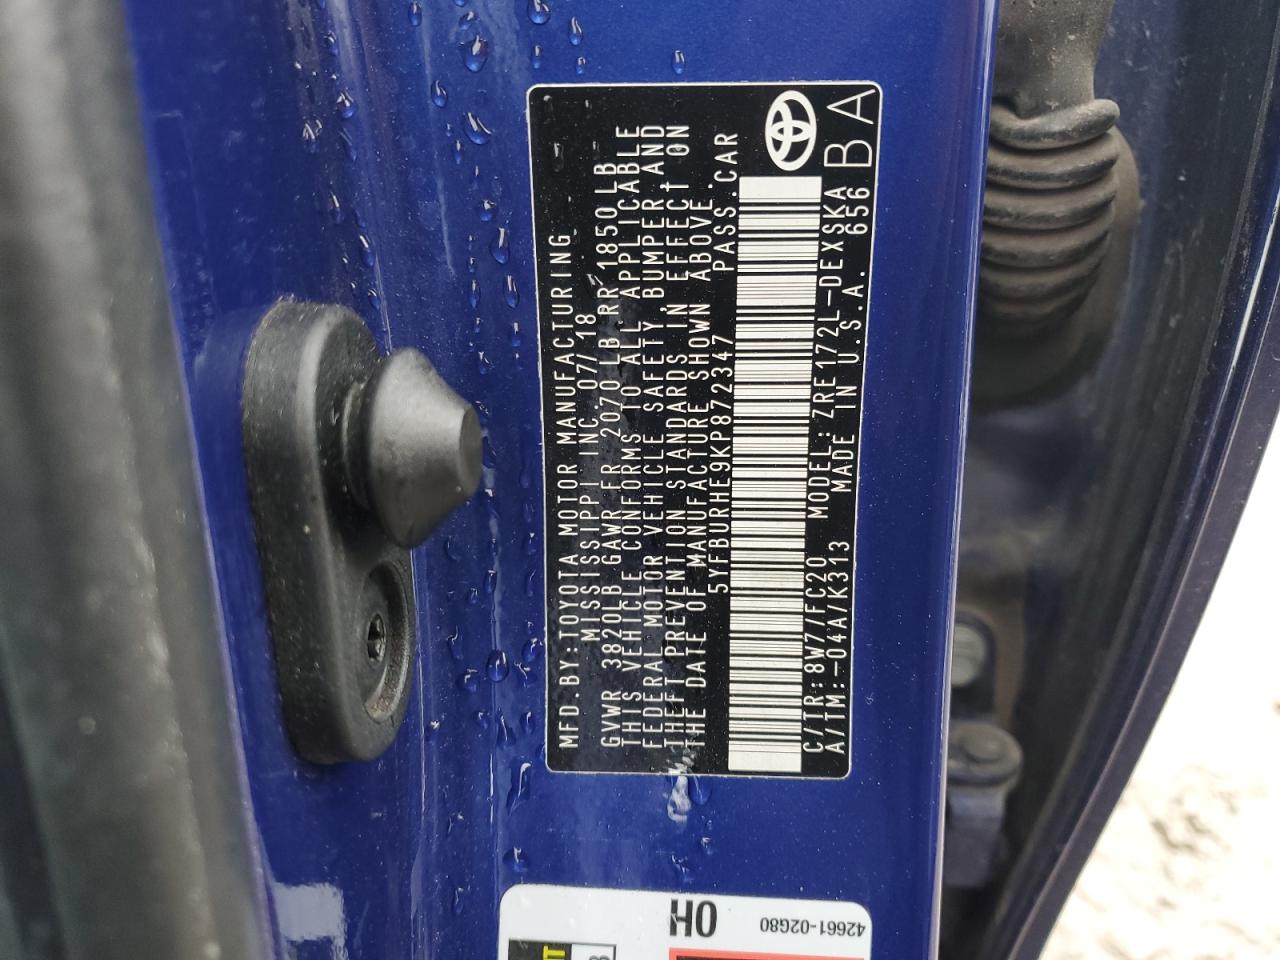 MFD.BY:TOYOTA MOTOR MANUFACTURING
MISSISSIPPI INC.07/18
GVWR 3820LB GAWR FR 2070 LB RR 1850LB
THIS VEHICLE CONFORMS TO ALL APPLICABLE
FEDERAL MOTOR VEHICLE SAFETY,BUMPER,AND
THEFT PREVENTION STANDARDS IN EFFECT ON
THE DATE OF MANUFACTURE SHOWN ABOVE.
5YFBURHE9KP872347 PASS.CAR
C/TR:8W7/FC20 MODEL:ZRE172L-DEXSKA
A/TM:-04A/K313 MADE IN U.S.A. 656
BA
OH
42661-02G80